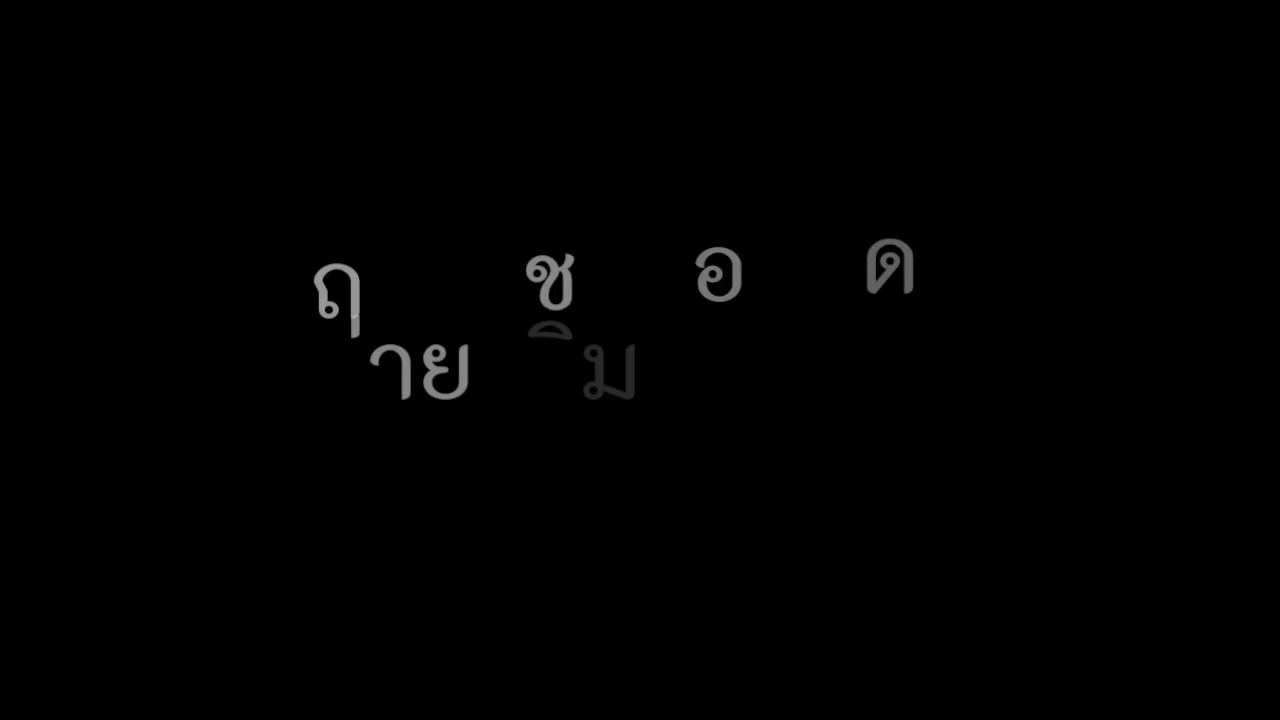 ฤ ช อ ด
าย ิม